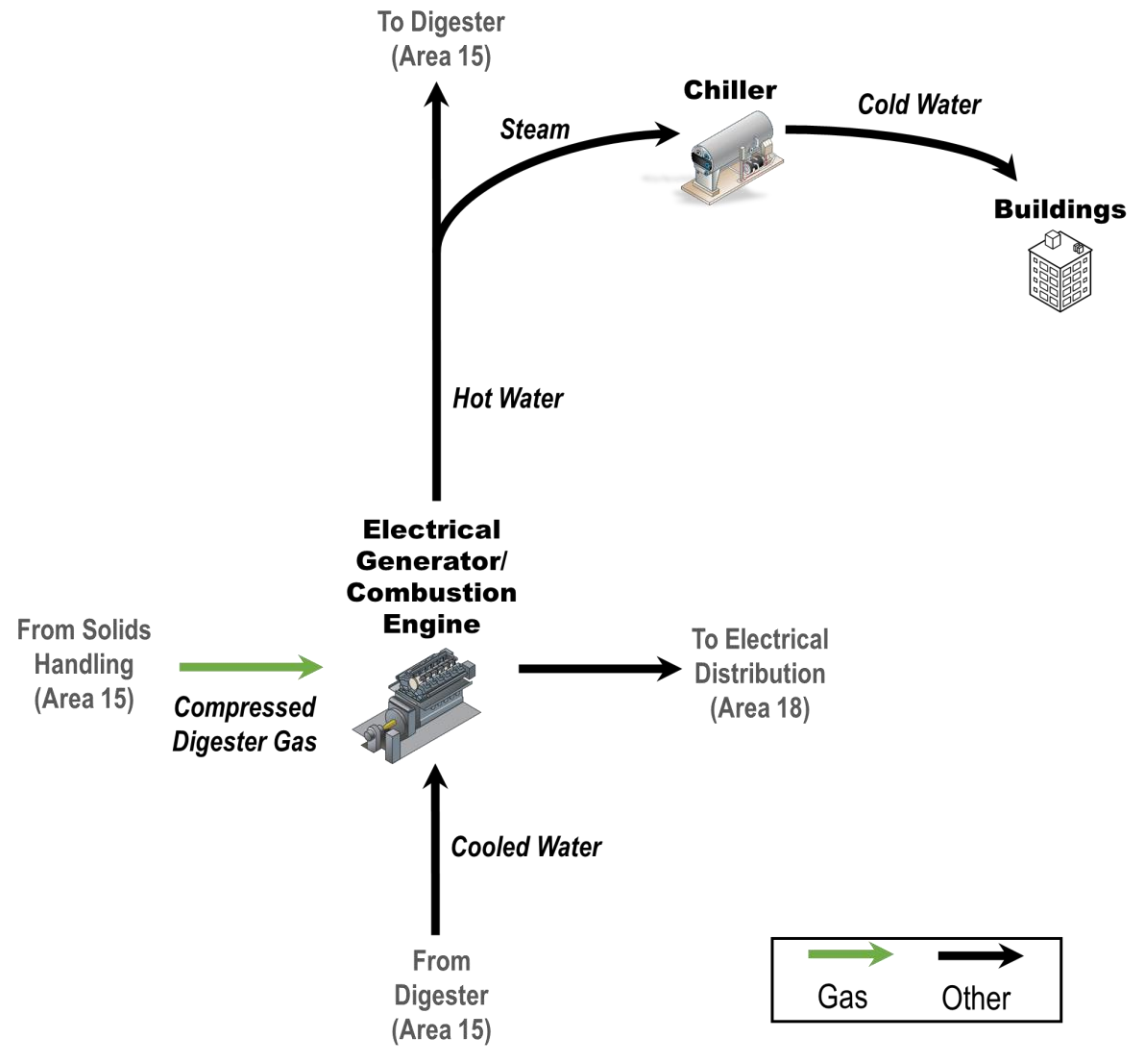 To Digester
(Area 15)
Chiller
Cold Water
Steam
Buildings
Hot Water
Electrical
Generator/
Combustion
Engine
From Solids
Handling
(Area 15)
Compressed
Digester Gas
To Electrical
Distribution
(Area 18)
Cooled Water
From
Digester
(Area 15)
Gas
Other